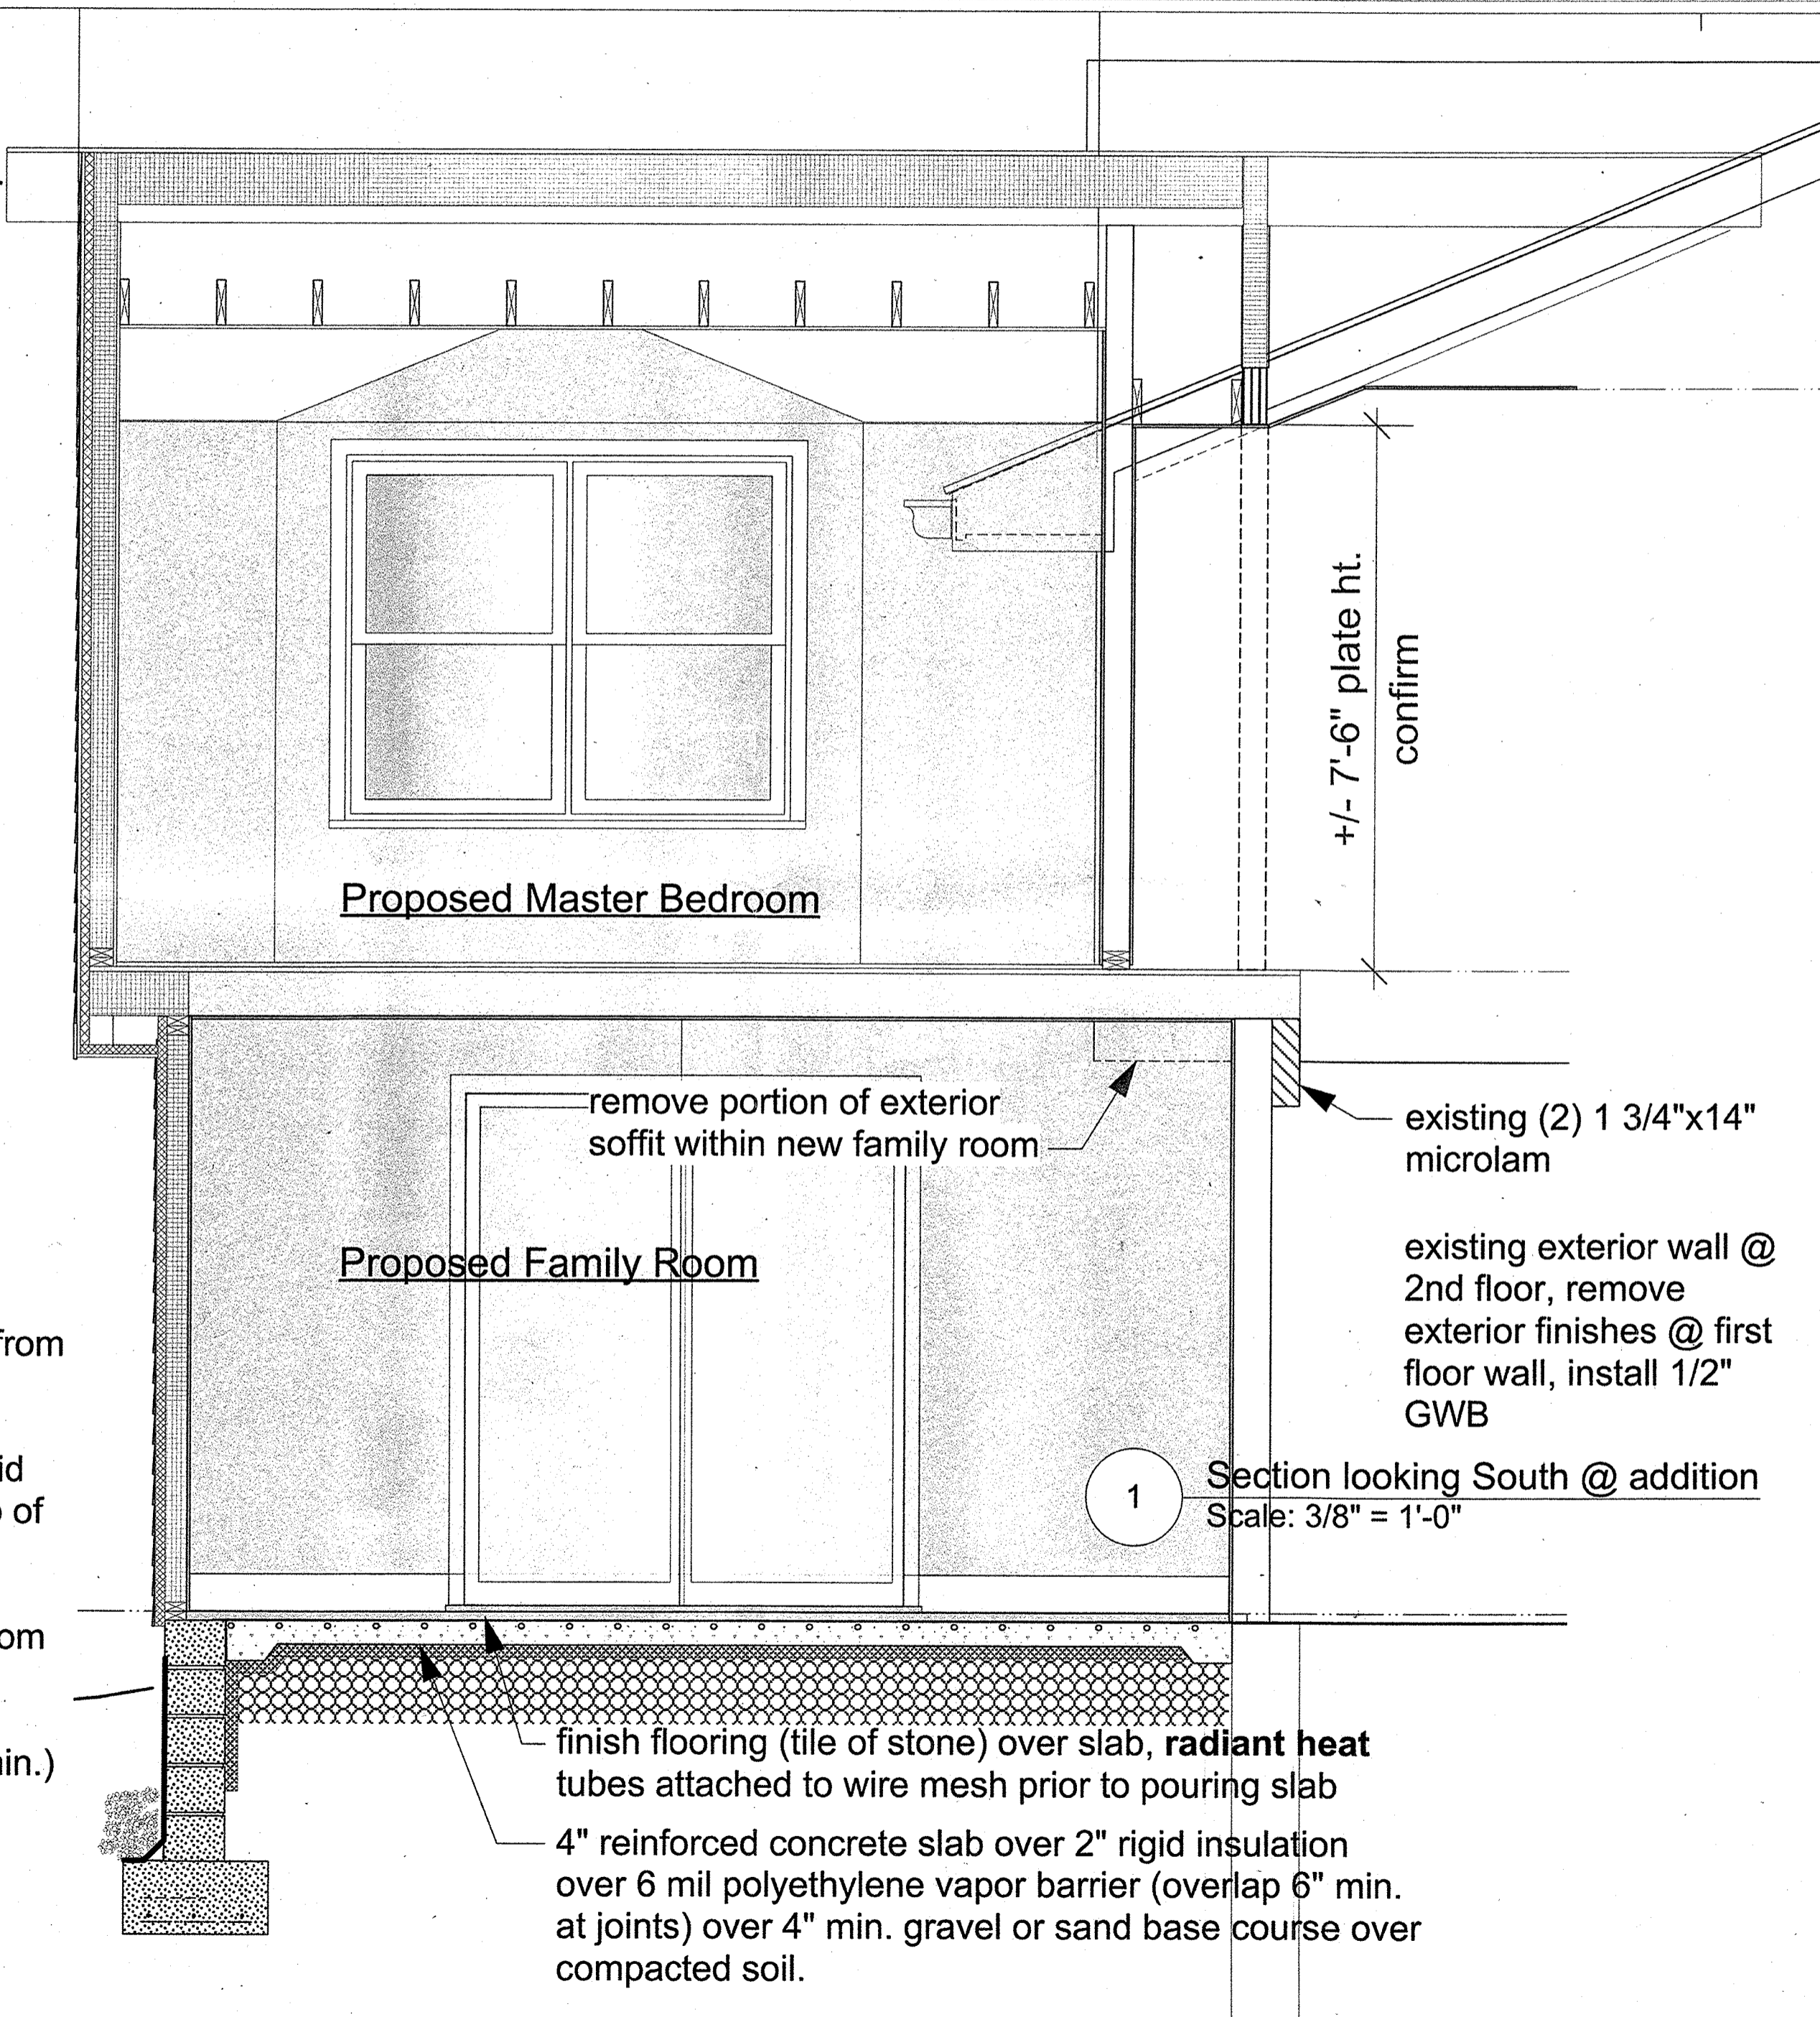 +/- 7'-6" plate ht.
confirm
Proposed Master Bedroom
remove portion of exterior
soffit within new family room
existing (2) 1 3/4"x14"
microlam
existing exterior wall @
2nd floor, remove
exterior finishes @ first
floor wall, install 1/2"
GWB
Proposed Family Room
from
id
of
om
in.)
1
Section looking South @ addition
Scale: 3/8" = 1'-0"
finish flooring (tile of stone) over slab, radiant heat
tubes attached to wire mesh prior to pouring slab
4" reinforced concrete slab over 2" rigid insulation
over 6 mil polyethylene vapor barrier (overlap 6" min.
at joints) over 4" min. gravel or sand base course over
compacted soil.